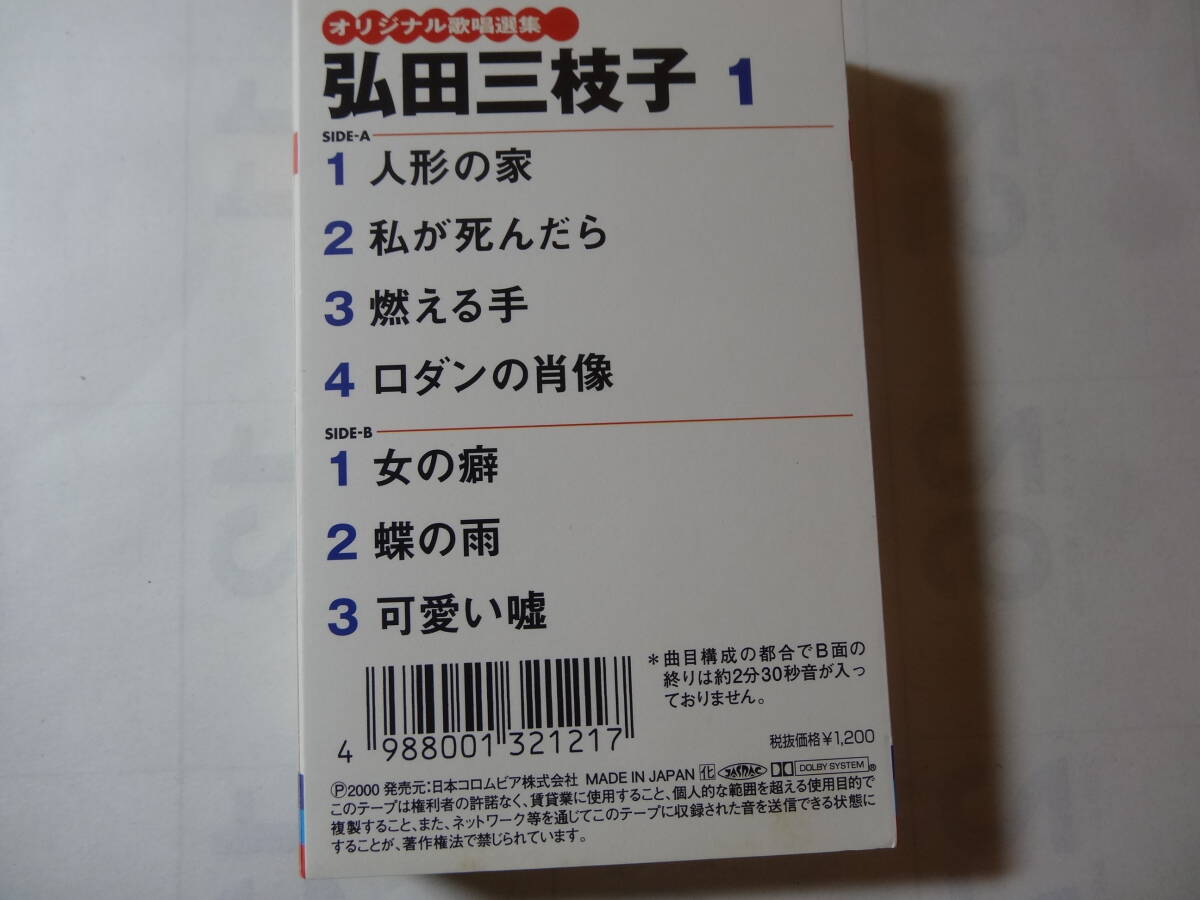 オリジナル歌唱選集
弘田三枝子 1
SIDE-A
1 人形の家
2 私が死んだら
3 燃える手
4 ロダンの肖像
SIDE-B
1 女の癖
2 蝶の雨
3 可愛い嘘
*曲目構成の都合でB面の
終りは約2分30秒音が入っ
ておりません。
4 988001 321217
税抜価格¥1,200
Ⓟ2000 発売元:日本コロムビア株式会社 MADE IN JAPAN 化 JASRAC DOLBY SYSTEM®
このテープは権利者の許諾なく、賃貸業に使用すること、個人的な範囲を超える使用目的で
複製すること、また、ネットワーク等を通じてこのテープに収録された音を送信できる状態に
することが、著作権法で禁じられています。